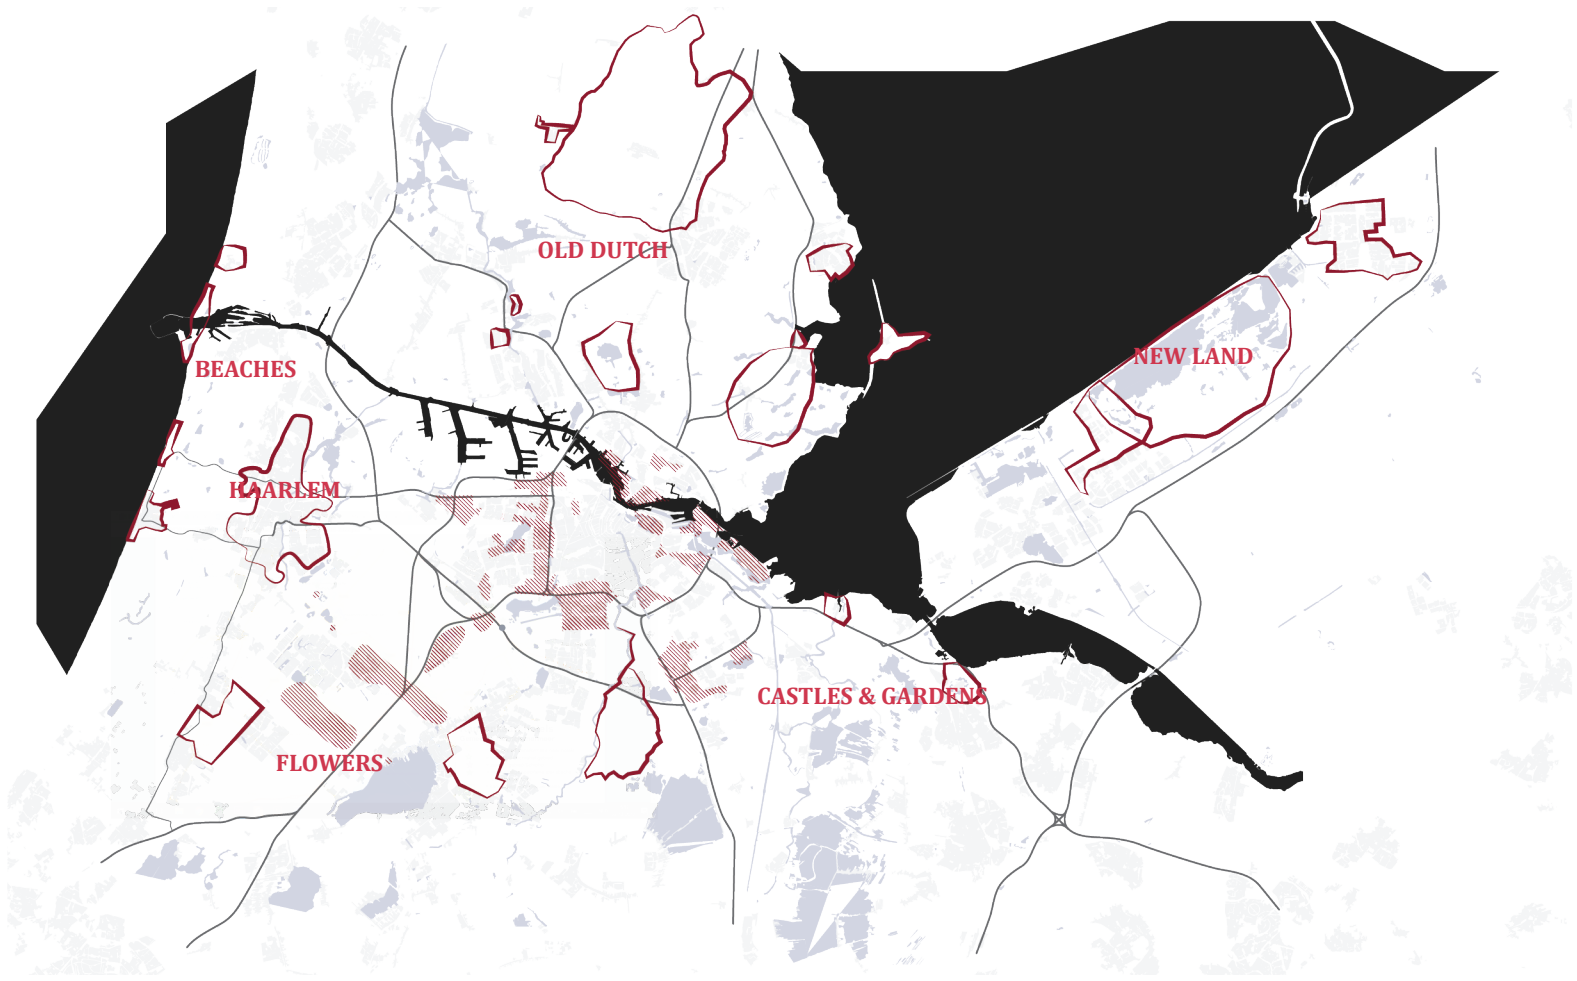 OLD DUTCH
NEW LAND
BEACHES
HAARLEM
CASTLES & GARDENS
FLOWERS